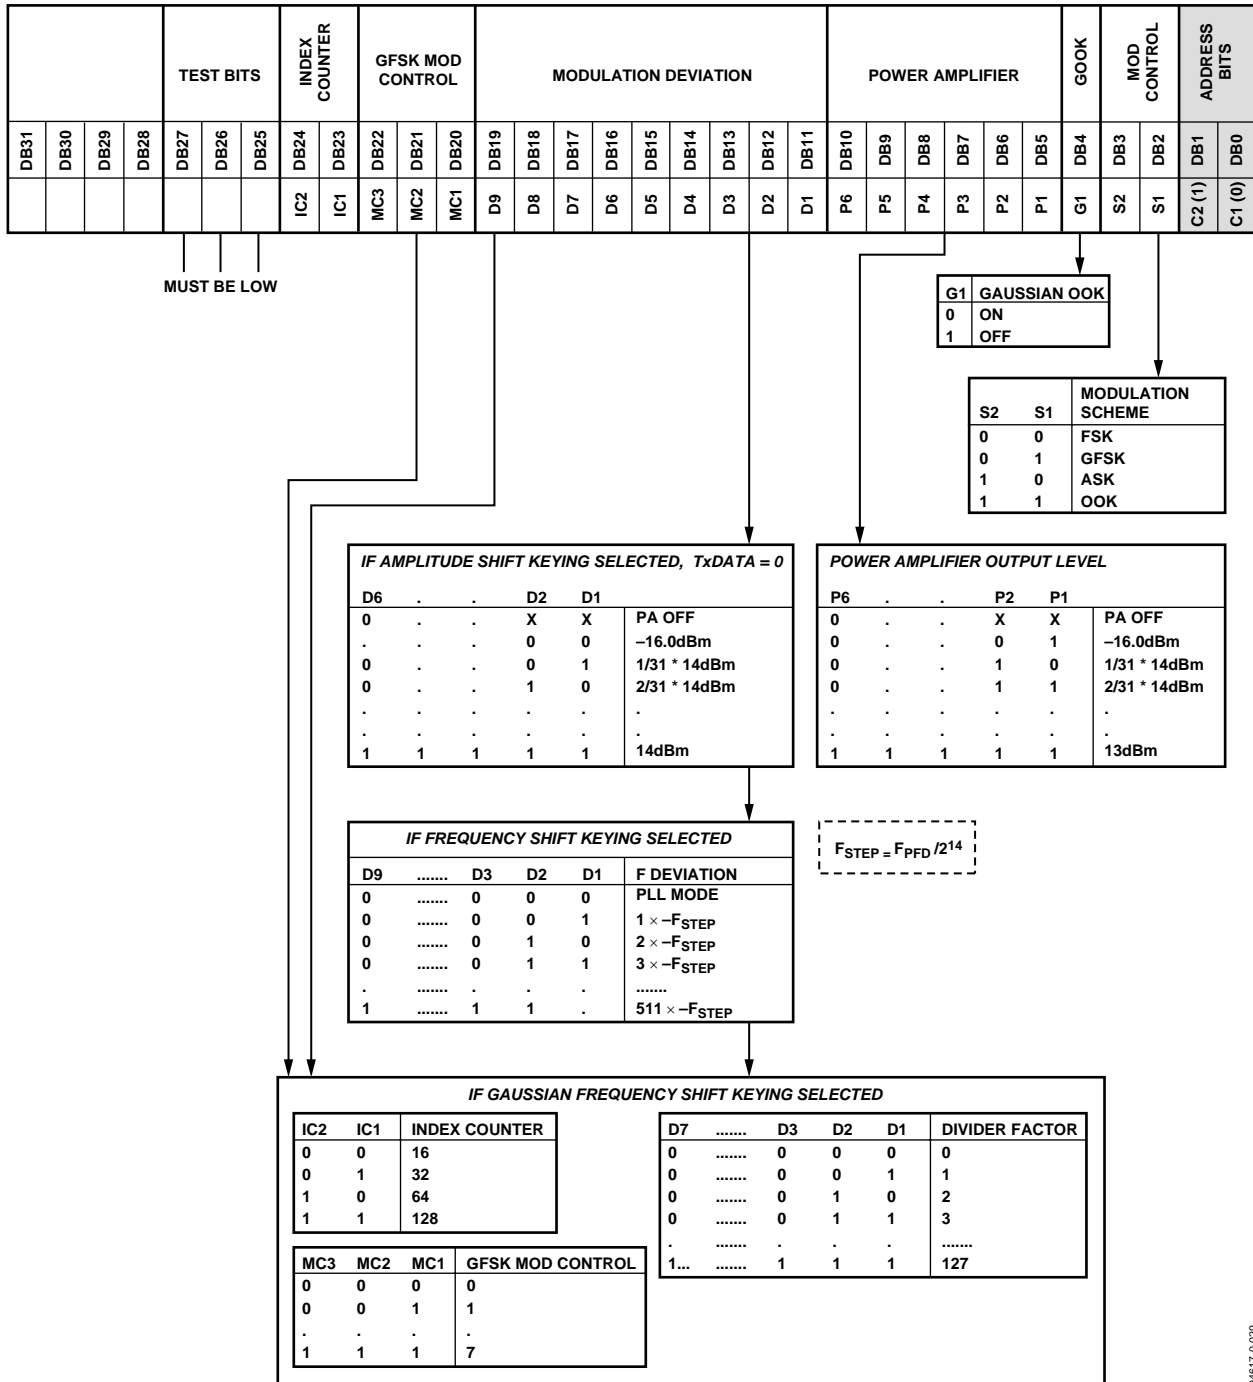 TEST BITS
INDEX COUNTER
GFSK MOD CONTROL
MODULATION DEVIATION
POWER AMPLIFIER
GOOK
MOD CONTROL
ADDRESS BITS
DB31 DB30 DB29 DB28 DB27 DB26 DB25 DB24 DB23 DB22 DB21 DB20 DB19 DB18 DB17 DB16 DB15 DB14 DB13 DB12 DB11 DB10 DB9 DB8 DB7 DB6 DB5 DB4 DB3 DB2 DB1 DB0
IC2 IC1 MC3 MC2 MC1 D9 D8 D7 D6 D5 D4 D3 D2 D1 P6 P5 P4 P3 P2 P1 G1 S2 S1 C2 (1) C1 (0)
MUST BE LOW
G1 GAUSSIAN OOK
0 ON
1 OFF
S2 S1 MODULATION SCHEME
0 0 FSK
0 1 GFSK
1 0 ASK
1 1 OOK
IF AMPLITUDE SHIFT KEYING SELECTED, TxDATA = 0
D6 . . D2 D1
0 . . X X PA OFF
. . . 0 0 –16.0dBm
0 . . 0 1 1/31 * 14dBm
0 . . 1 0 2/31 * 14dBm
. . . . . .
. . . . . .
1 1 1 1 1 14dBm
POWER AMPLIFIER OUTPUT LEVEL
P6 . . P2 P1
0 . . X X PA OFF
0 . . 0 1 –16.0dBm
0 . . 1 0 1/31 * 14dBm
0 . . 1 1 2/31 * 14dBm
. . . . . .
. . . . . .
1 1 1 1 1 13dBm
IF FREQUENCY SHIFT KEYING SELECTED
D9 ....... D3 D2 D1 F DEVIATION
0 ....... 0 0 0 PLL MODE
0 ....... 0 0 1 1 × –FSTEP
0 ....... 0 1 0 2 × –FSTEP
0 ....... 0 1 1 3 × –FSTEP
. ....... . . . .......
1 ....... 1 1 . 511 × –FSTEP
FSTEP = FPFD /2¹⁴
IF GAUSSIAN FREQUENCY SHIFT KEYING SELECTED
IC2 IC1 INDEX COUNTER
0 0 16
0 1 32
1 0 64
1 1 128
D7 ....... D3 D2 D1 DIVIDER FACTOR
0 ....... 0 0 0 0
0 ....... 0 0 1 1
0 ....... 0 1 0 2
0 ....... 0 1 1 3
. ....... . . . .......
1... ....... 1 1 1 127
MC3 MC2 MC1 GFSK MOD CONTROL
0 0 0 0
0 0 1 1
. . . .
1 1 1 7